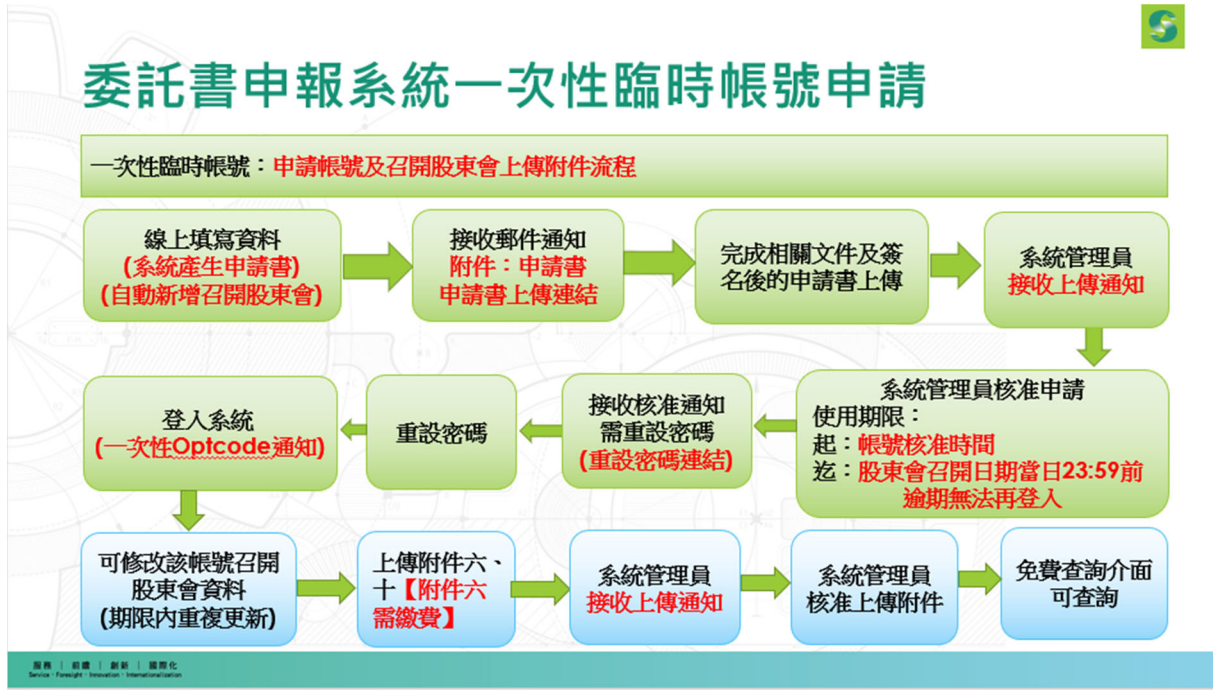 委託書申報系統一次性臨時帳號申請
一次性臨時帳號：申請帳號及召開股東會上傳附件流程
線上填寫資料
(系統產生申請書)
(自動新增召開股東會)
接收郵件通知
附件：申請書
申請書上傳連結
完成相關文件及簽
名後的申請書上傳
系統管理員
接收上傳通知
系統管理員核准申請
使用期限：
起：帳號核准時間
迄：股東會召開日期當日23:59前
逾期無法再登入
接收核准通知
需重設密碼
(重設密碼連結)
重設密碼
登入系統
(一次性Optcode通知)
可修改該帳號召開
股東會資料
(期限內重複更新)
上傳附件六、
十【附件六
需繳費】
系統管理員
接收上傳通知
系統管理員
核准上傳附件
免費查詢介面
可查詢
服務 | 前瞻 | 創新 | 國際化
Service · Foresight · Innovation · Internationalization